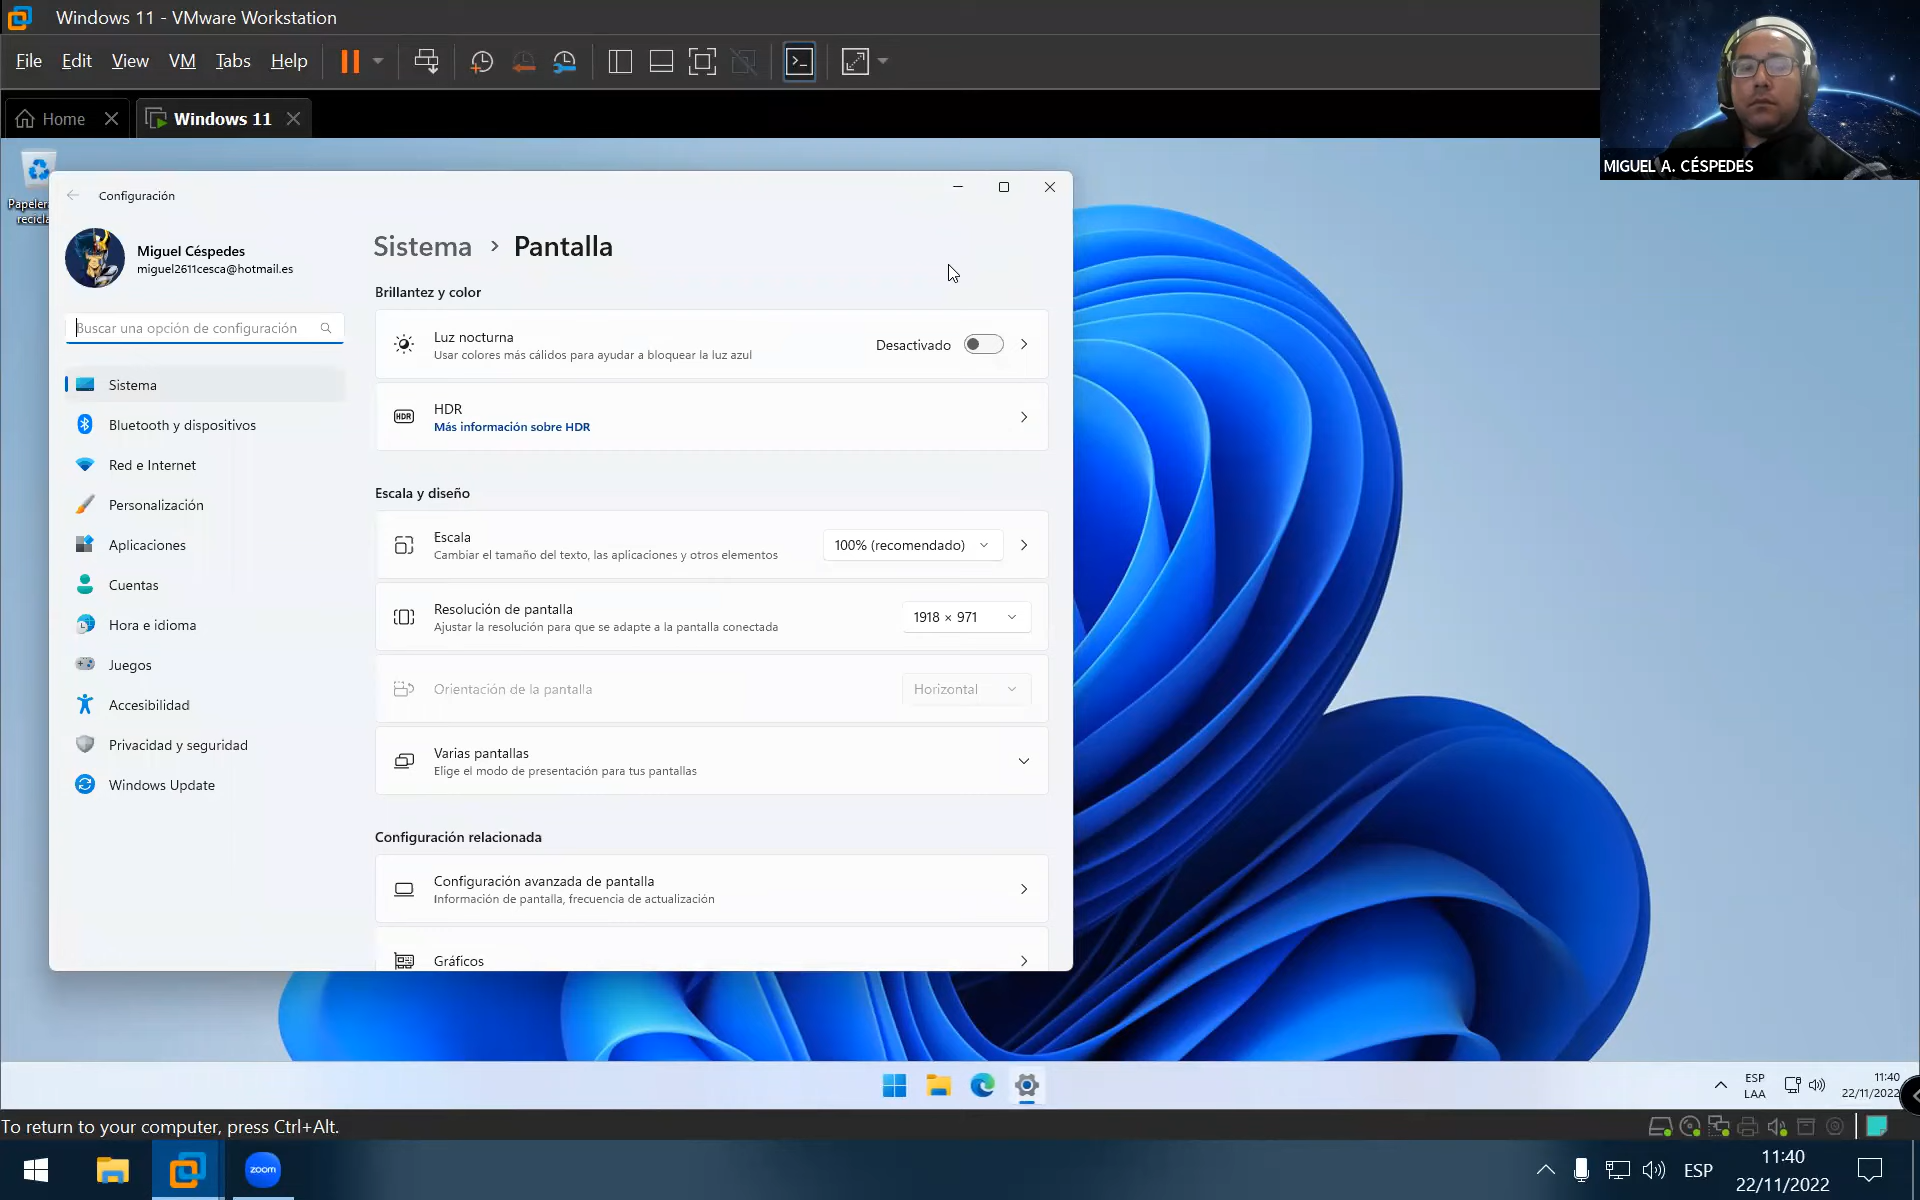 Windows 11 - VMware Workstation
File Edit View VM Tabs Help
Home
Windows 11
MIGUEL A. CÉSPEDES
Papelera
recicla
Configuración
Miguel Céspedes
miguel2611cesca@hotmail.es
Buscar una opción de configuración
Sistema
Bluetooth y dispositivos
Red e Internet
Personalización
Aplicaciones
Cuentas
Hora e idioma
Juegos
Accesibilidad
Privacidad y seguridad
Windows Update
Sistema > Pantalla
Brillantez y color
Luz nocturna
Usar colores más cálidos para ayudar a bloquear la luz azul
Desactivado
HDR
HDR
Más información sobre HDR
Escala y diseño
Escala
Cambiar el tamaño del texto, las aplicaciones y otros elementos
100% (recomendado)
Resolución de pantalla
Ajustar la resolución para que se adapte a la pantalla conectada
1918 × 971
Orientación de la pantalla
Horizontal
Varias pantallas
Elige el modo de presentación para tus pantallas
Configuración relacionada
Configuración avanzada de pantalla
Información de pantalla, frecuencia de actualización
Gráficos
ESP
LAA
11:40
22/11/2022
To return to your computer, press Ctrl+Alt.
zoom
ESP
11:40
22/11/2022